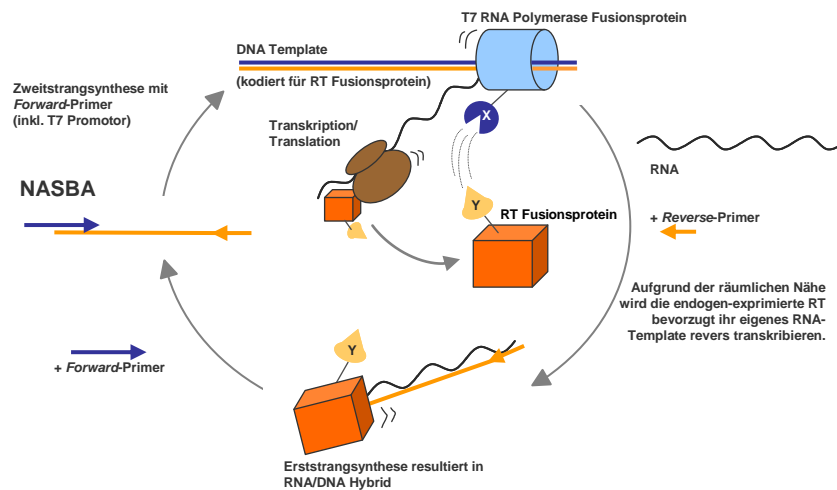 T7 RNA Polymerase Fusionsprotein
DNA Template
(kodiert für RT Fusionsprotein)
Zweitstrangsynthese mit
Forward-Primer
(inkl. T7 Promotor)
X
Transkription/
Translation
RNA
NASBA
Y
RT Fusionsprotein
+ Reverse-Primer
Aufgrund der räumlichen Nähe
wird die endogen-exprimierte RT
bevorzugt ihr eigenes RNA-
Template revers transkribieren.
Y
+ Forward-Primer
Erststrangsynthese resultiert in
RNA/DNA Hybrid